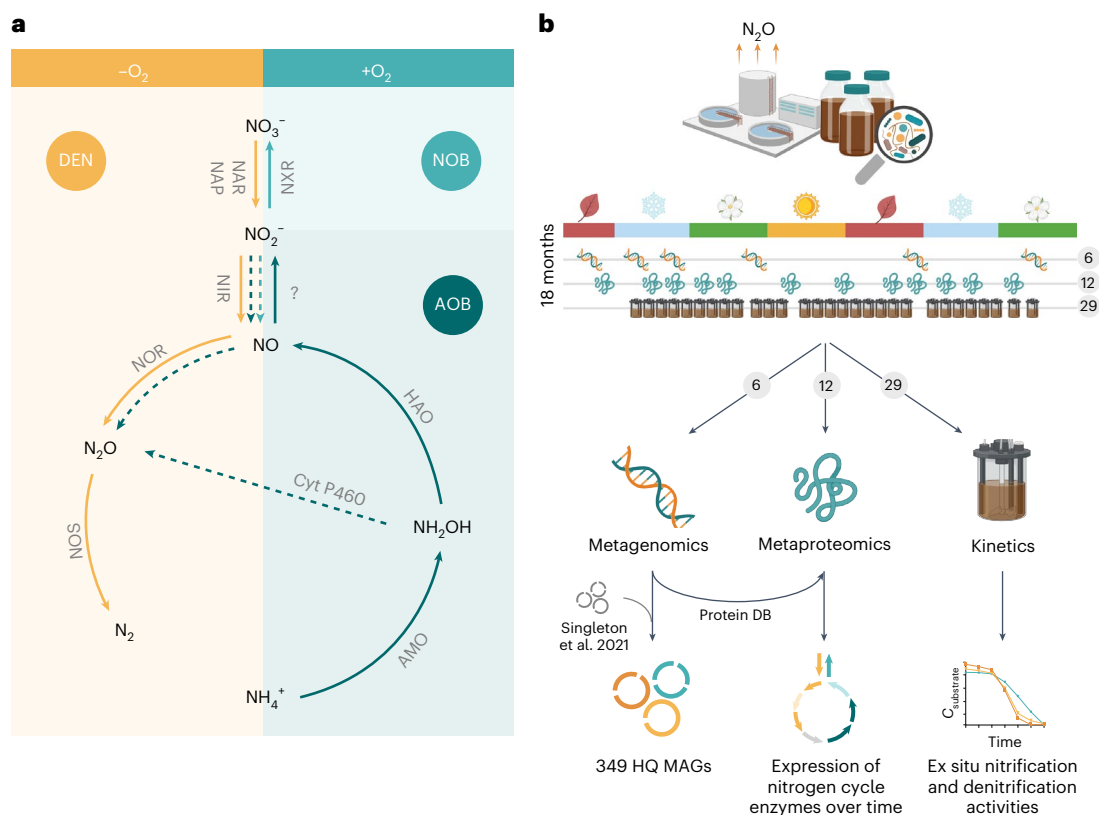 a
−O₂
+O₂
NO₃⁻
DEN
NOB
NAP
NAR
NXR
NO₂⁻
NIR
?
AOB
NO
NOR
HAO
N₂O
Cyt P460
NH₂OH
NOS
N₂
AMO
NH₄⁺
b
N₂O
18 months
6
12
29
6
12
29
Metagenomics
Metaproteomics
Kinetics
Protein DB
Singleton
et al. 2021
C substrate
Time
349 HQ MAGs
Expression of
nitrogen cycle
enzymes over time
Ex situ nitrification
and denitrification
activities